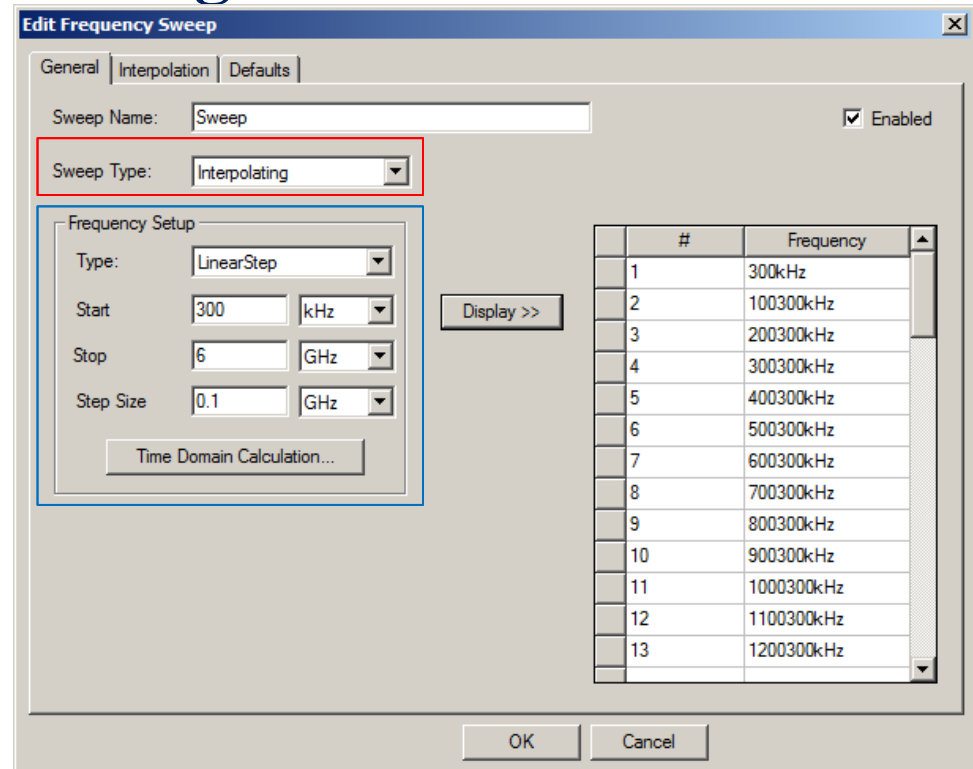 Edit Frequency Sweep
General Interpolation Defaults
Sweep Name: Sweep Enabled
Sweep Type: Interpolating
Frequency Setup
Type: LinearStep
Start 300 kHz
Stop 6 GHz
Step Size 0.1 GHz
Time Domain Calculation...
Display >>
# Frequency
1 300kHz
2 100300kHz
3 200300kHz
4 300300kHz
5 400300kHz
6 500300kHz
7 600300kHz
8 700300kHz
9 800300kHz
10 900300kHz
11 1000300kHz
12 1100300kHz
13 1200300kHz
OK Cancel